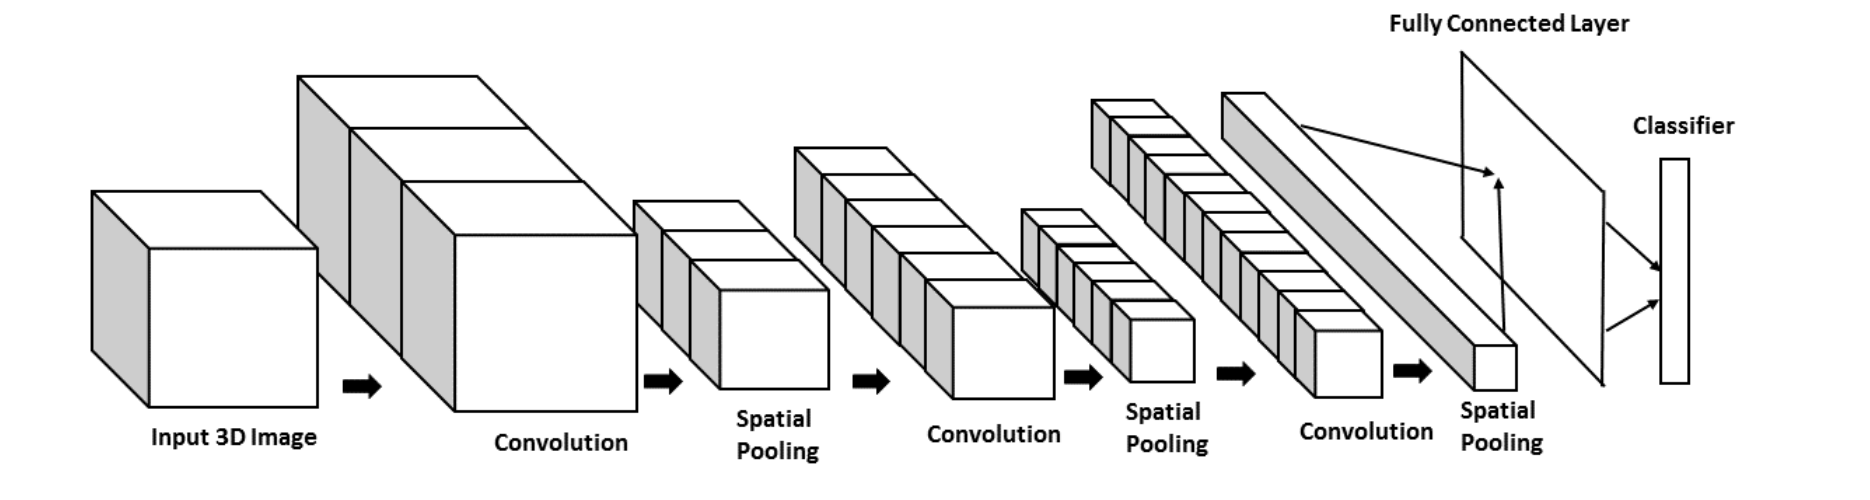 Fully Connected Layer
Classifier
Input 3D Image
Convolution
Spatial
Pooling
Convolution
Spatial
Pooling
Convolution
Spatial
Pooling